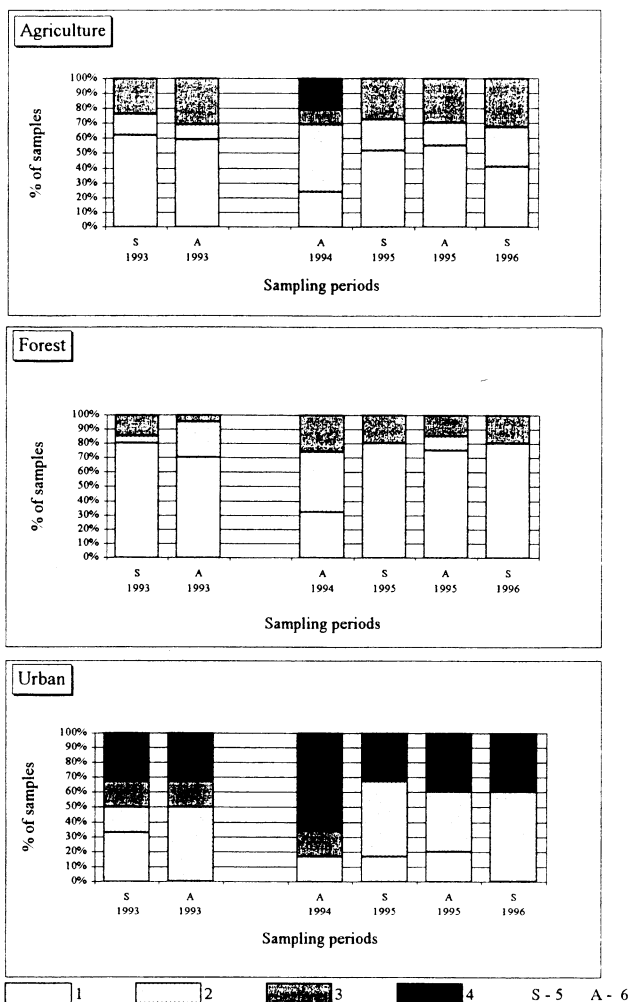 Agriculture
% of samples
100%
90%
80%
70%
60%
50%
40%
30%
20%
10%
0%
S A A S A S
1993 1993 1994 1995 1995 1996
Sampling periods
Forest
% of samples
100%
90%
80%
70%
60%
50%
40%
30%
20%
10%
0%
S A A S A S
1993 1993 1994 1995 1995 1996
Sampling periods
Urban
% of samples
100%
90%
80%
70%
60%
50%
40%
30%
20%
10%
0%
S A A S A S
1993 1993 1994 1995 1995 1996
Sampling periods
1 2 3 4 S - 5 A - 6